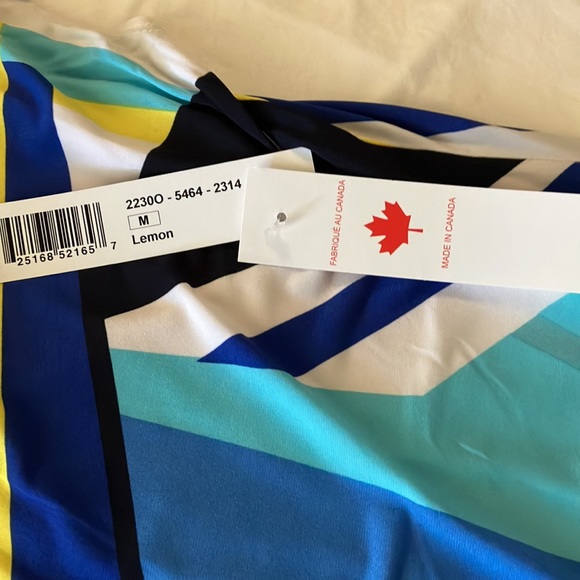 2230O - 5464 - 2314
M
Lemon
25168 52165 7
FABRIQUÉ AU CANADA
MADE IN CANADA